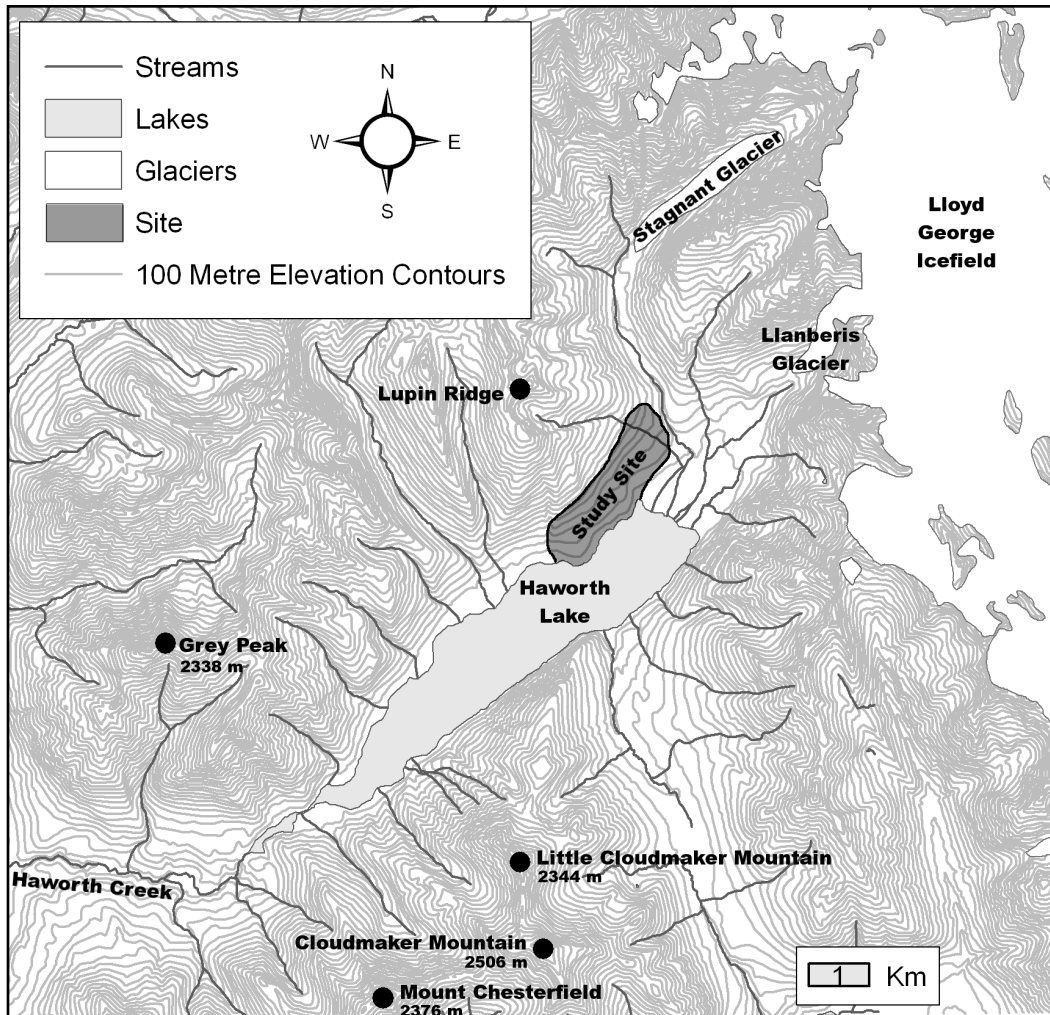 Streams
Lakes
Glaciers
Site
100 Metre Elevation Contours
N
W
E
S
Stagnant Glacier
Lloyd
George
Icefield
Llanberis
Glacier
Lupin Ridge
Study Site
Haworth
Lake
Grey Peak
2338 m
Little Cloudmaker Mountain
2344 m
Haworth Creek
Cloudmaker Mountain
2506 m
Mount Chesterfield
2376 m
1 Km